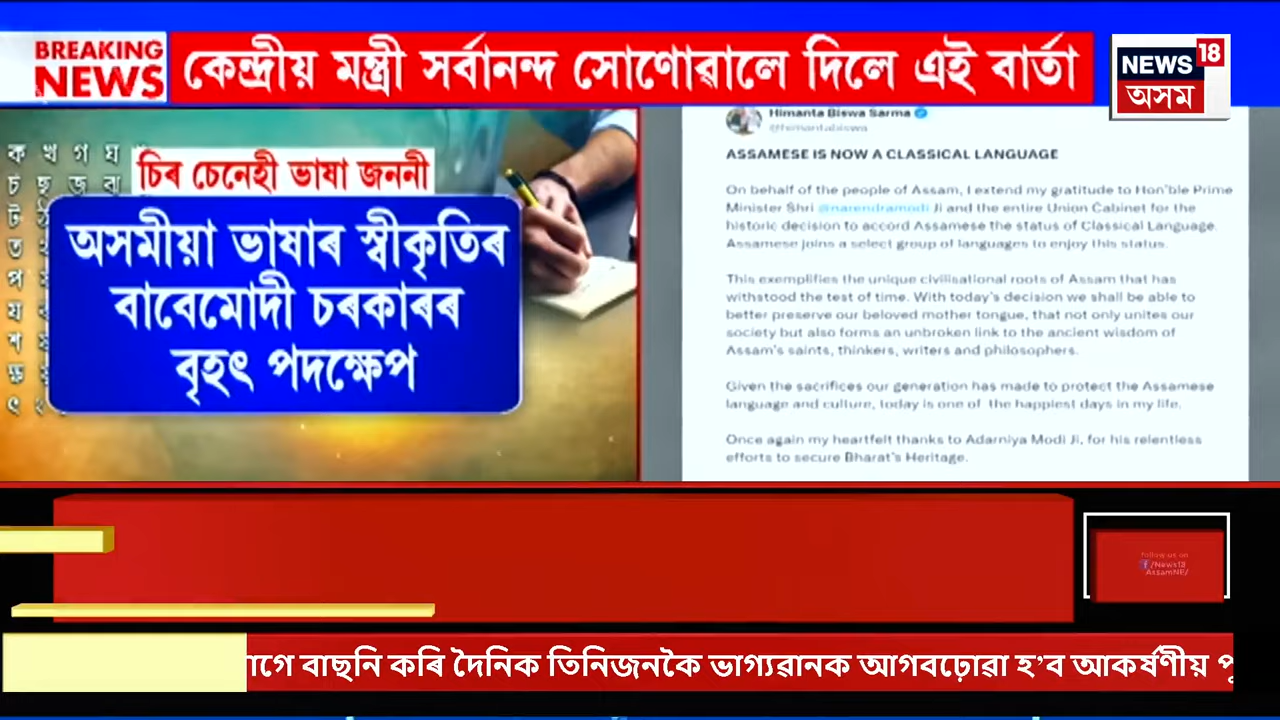 BREAKING
NEWS
কেন্দ্ৰীয় মন্ত্ৰী সৰ্বানন্দ সোণোৱালে দিলে এই বাৰ্তা
NEWS 18
অসম
ক খ গ ঘ
চিৰ চেনেহী ভাষা জননী
অসমীয়া ভাষাৰ স্বীকৃতিৰ
বাবেমোদী চৰকাৰৰ
বৃহৎ পদক্ষেপ
Himanta Biswa Sarma
@himantabiswa
ASSAMESE IS NOW A CLASSICAL LANGUAGE
On behalf of the people of Assam, I extend my gratitude to Hon'ble Prime
Minister Shri @narendramodi Ji and the entire Union Cabinet for the
historic decision to accord Assamese the status of Classical Language.
Assamese joins a select group of languages to enjoy this status.
This exemplifies the unique civilisational roots of Assam that has
withstood the test of time. With today's decision we shall be able to
better preserve our beloved mother tongue, that not only unites our
society but also forms an unbroken link to the ancient wisdom of
Assam's saints, thinkers, writers and philosophers.
Given the sacrifices our generation has made to protect the Assamese
language and culture, today is one of the happiest days in my life.
Once again my heartfelt thanks to Adarniya Modi Ji, for his relentless
efforts to secure Bharat's Heritage.
follow us on
/News18
AssamNE/
বাছনি কৰি দৈনিক তিনিজনকৈ ভাগ্যৱানক আগবঢ়োৱা হ'ব আকৰ্ষণীয়